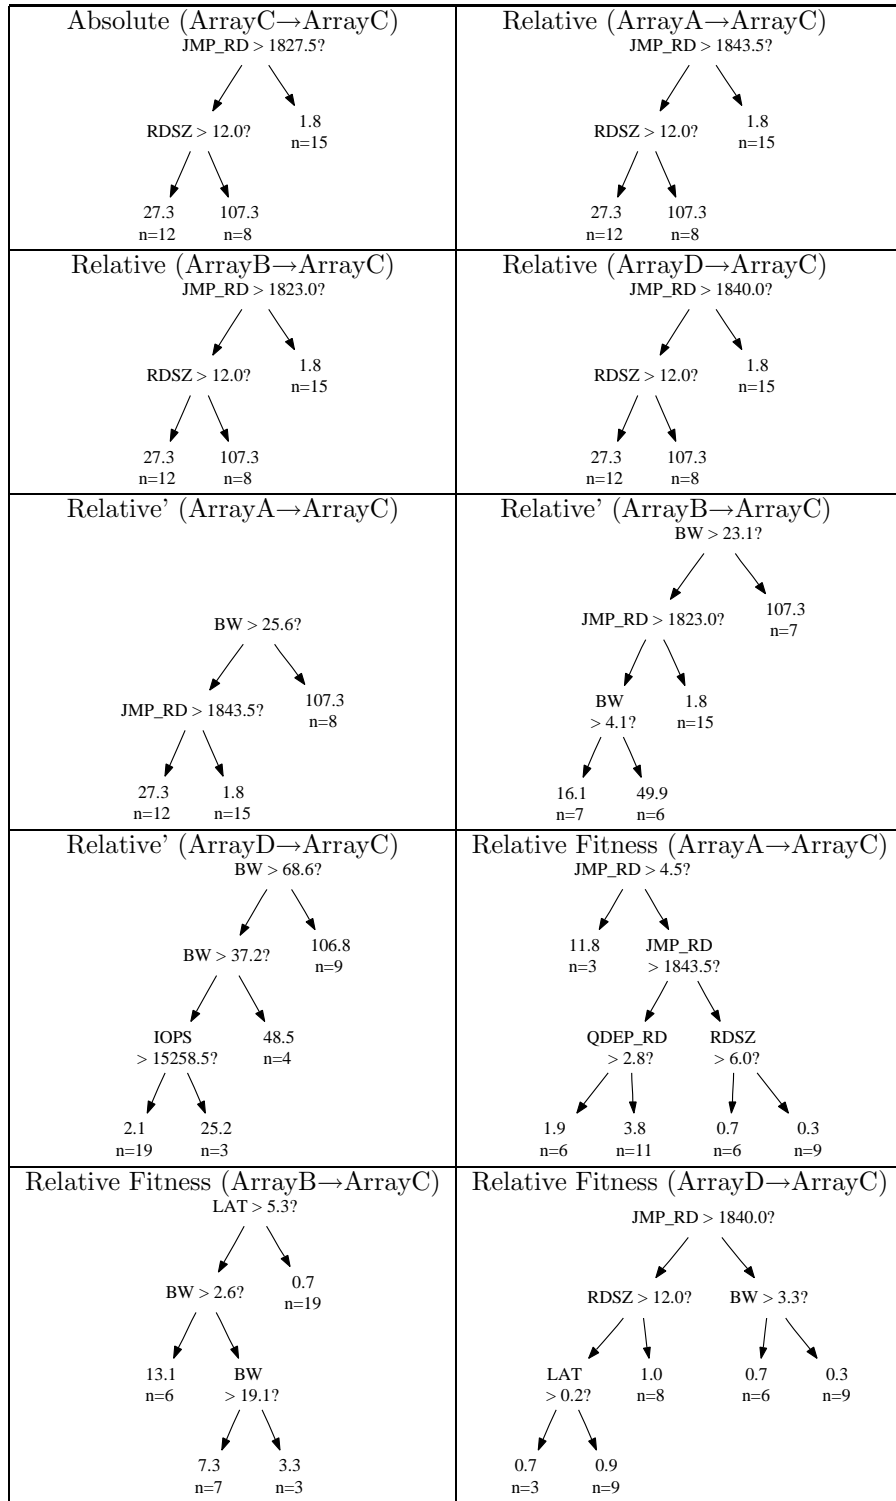 Absolute (ArrayC→ArrayC)
JMP_RD > 1827.5?
RDSZ > 12.0?
1.8
n=15
27.3
n=12
107.3
n=8
Relative (ArrayA→ArrayC)
JMP_RD > 1843.5?
RDSZ > 12.0?
1.8
n=15
27.3
n=12
107.3
n=8
Relative (ArrayB→ArrayC)
JMP_RD > 1823.0?
RDSZ > 12.0?
1.8
n=15
27.3
n=12
107.3
n=8
Relative (ArrayD→ArrayC)
JMP_RD > 1840.0?
RDSZ > 12.0?
1.8
n=15
27.3
n=12
107.3
n=8
Relative' (ArrayA→ArrayC)
BW > 25.6?
JMP_RD > 1843.5?
107.3
n=8
27.3
n=12
1.8
n=15
Relative' (ArrayB→ArrayC)
BW > 23.1?
JMP_RD > 1823.0?
107.3
n=7
BW
> 4.1?
1.8
n=15
16.1
n=7
49.9
n=6
Relative' (ArrayD→ArrayC)
BW > 68.6?
BW > 37.2?
106.8
n=9
IOPS
> 15258.5?
48.5
n=4
2.1
n=19
25.2
n=3
Relative Fitness (ArrayA→ArrayC)
JMP_RD > 4.5?
11.8
n=3
JMP_RD
> 1843.5?
QDEP_RD
> 2.8?
RDSZ
> 6.0?
1.9
n=6
3.8
n=11
0.7
n=6
0.3
n=9
Relative Fitness (ArrayB→ArrayC)
LAT > 5.3?
BW > 2.6?
0.7
n=19
13.1
n=6
BW
> 19.1?
7.3
n=7
3.3
n=3
Relative Fitness (ArrayD→ArrayC)
JMP_RD > 1840.0?
RDSZ > 12.0?
BW > 3.3?
LAT
> 0.2?
1.0
n=8
0.7
n=6
0.3
n=9
0.7
n=3
0.9
n=9